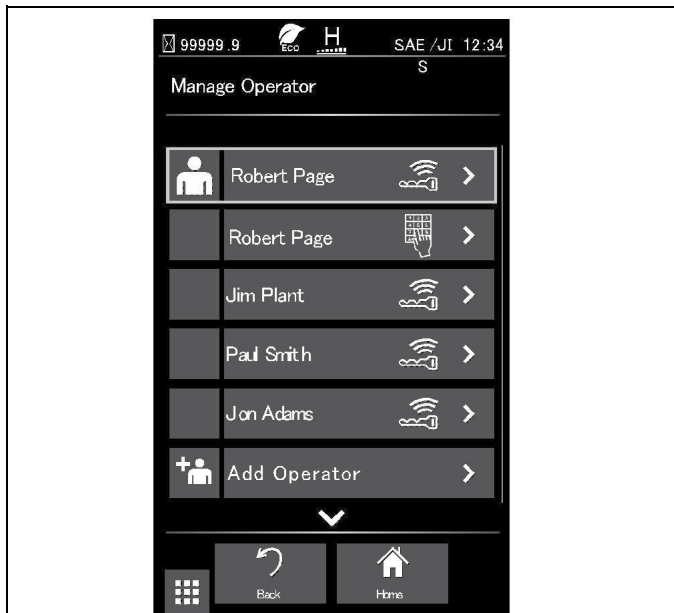 99999.9 ECO H SAE/JI 12:34
S
Manage Operator
Robert Page
Robert Page
Jim Plant
Paul Smith
Jon Adams
Add Operator
Back Home